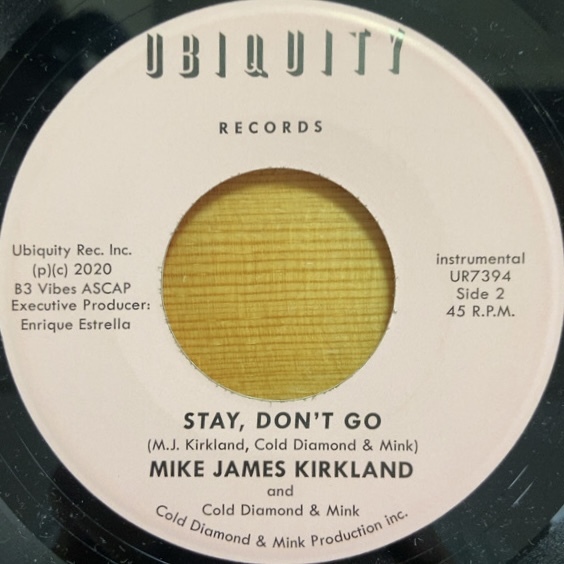 UBIQUITY
RECORDS
Ubiquity Rec. Inc.
(p)(c) 2020
B3 Vibes ASCAP
Executive Producer:
Enrique Estrella
instrumental
UR7394
Side 2
45 R.P.M.
STAY, DON'T GO
(M.J. Kirkland, Cold Diamond & Mink)
MIKE JAMES KIRKLAND
and
Cold Diamond & Mink
Cold Diamond & Mink Production inc.